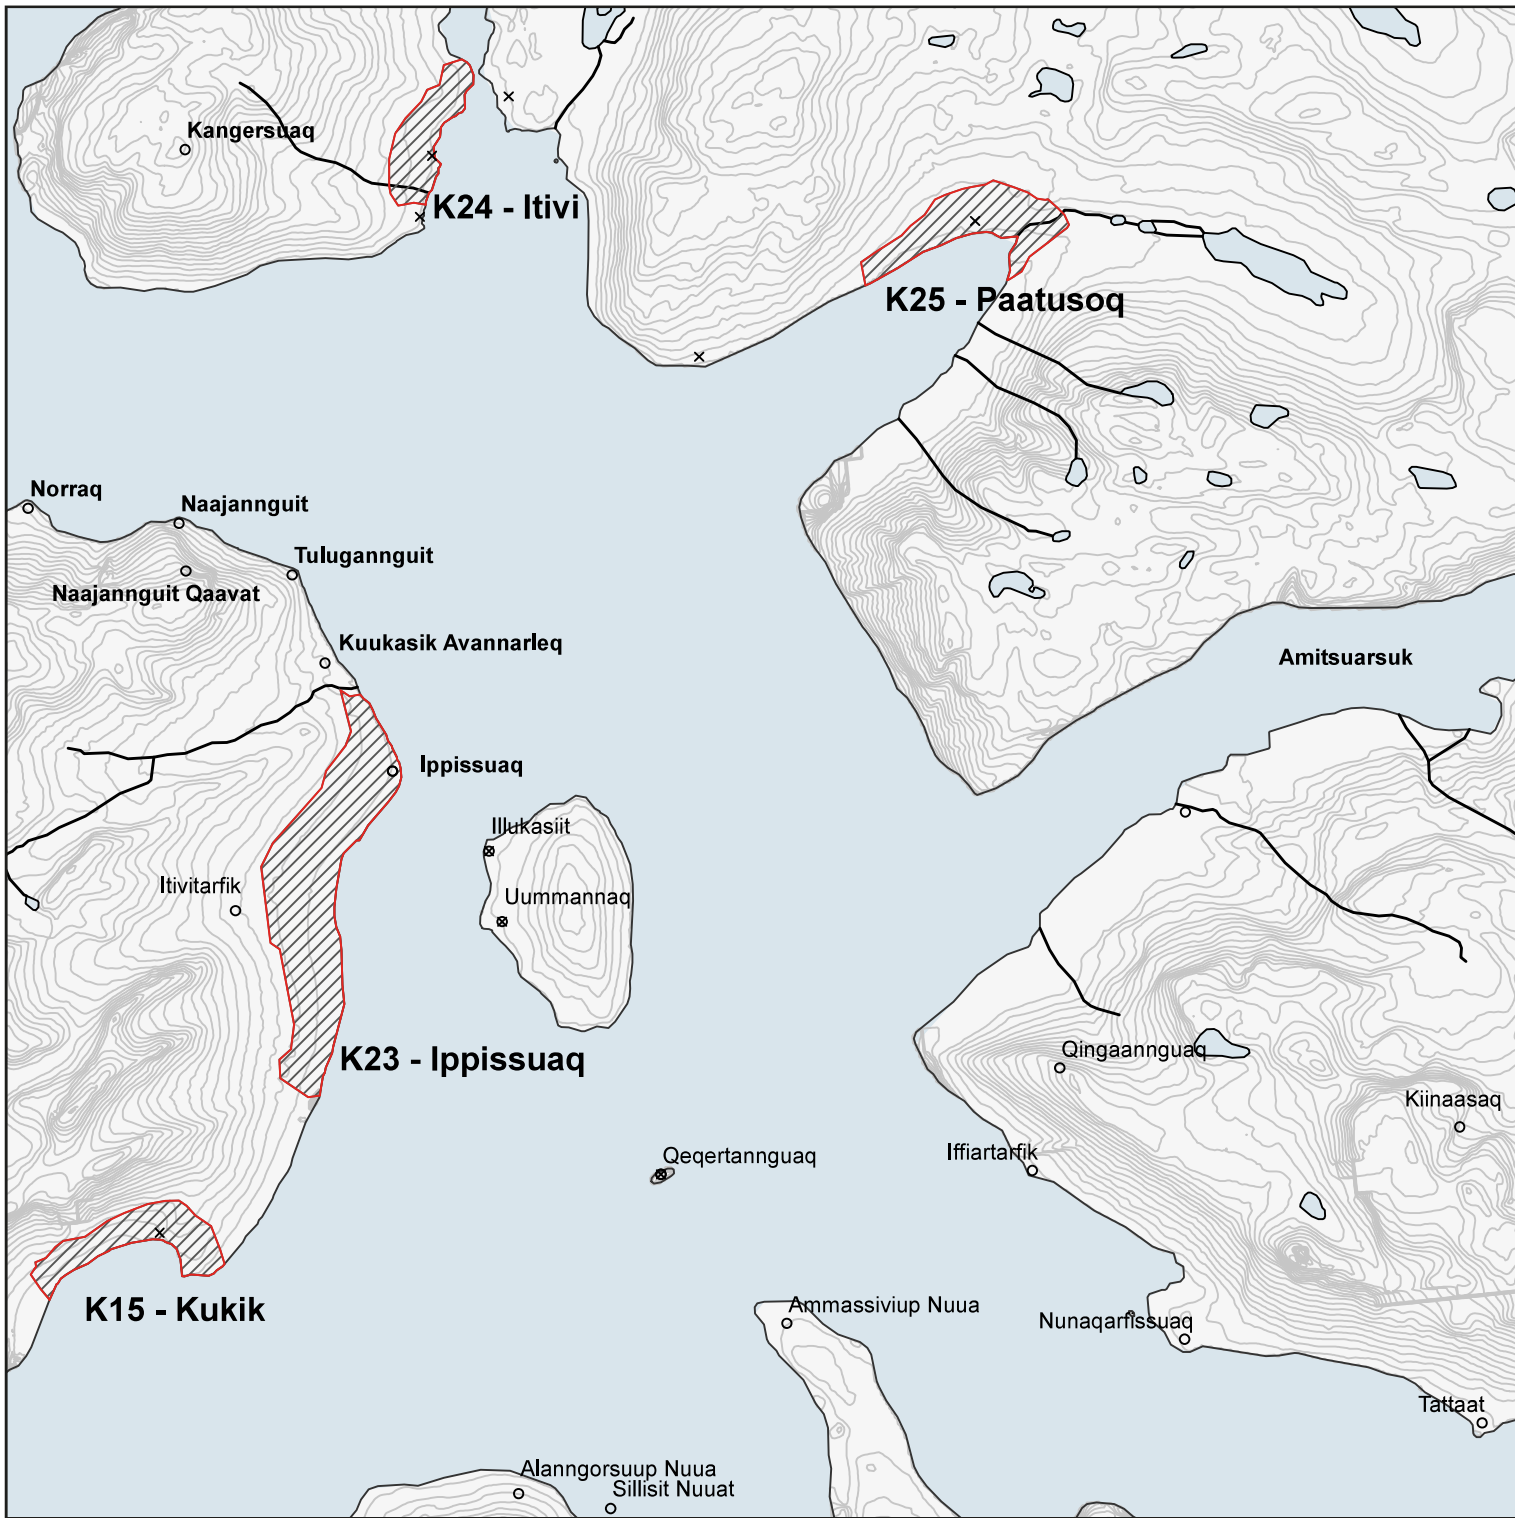 Kangersuaq
K24 - Itivi
K25 - Paatusoq
Norraq
Naajannguit
Tulugannguit
Naajannguit Qaavat
Kuukasik Avannarleq
Amitsuarsuk
Ippissuaq
Illukasiit
Itivitarfik
Uummannaq
K23 - Ippissuaq
Qingaannguaq
Kiinaasaq
Qeqertannguaq
Iffiartarfik
K15 - Kukik
Ammassiviup Nuua
Nunaqarfissuaq
Tattaat
Alanngorsuup Nuua
Sillisit Nuuat